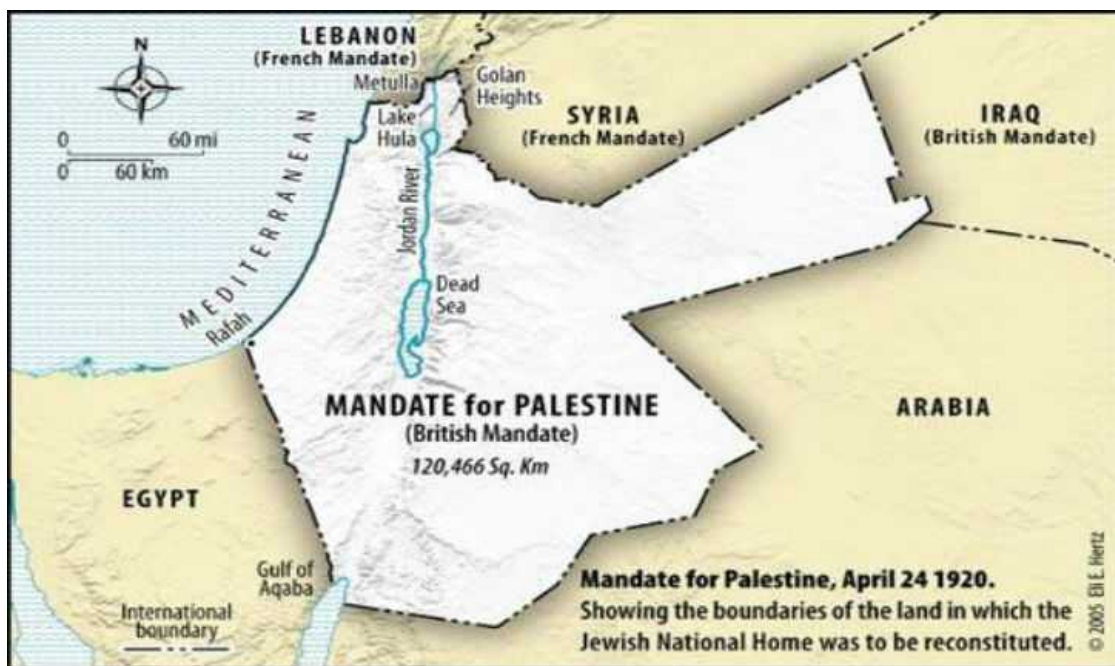 N
LEBANON
(French Mandate)
Metulla
Golan
Heights
0 60 mi
0 60 km
Lake
Hula
SYRIA
(French Mandate)
IRAQ
(British Mandate)
MEDITERRANEAN
Jordan River
Rafah
Dead
Sea
MANDATE for PALESTINE
(British Mandate)
120,466 Sq. Km
ARABIA
EGYPT
Gulf of
Aqaba
International
boundary
Mandate for Palestine, April 24 1920.
Showing the boundaries of the land in which the
Jewish National Home was to be reconstituted.
© 2005 Eli E. Hertz